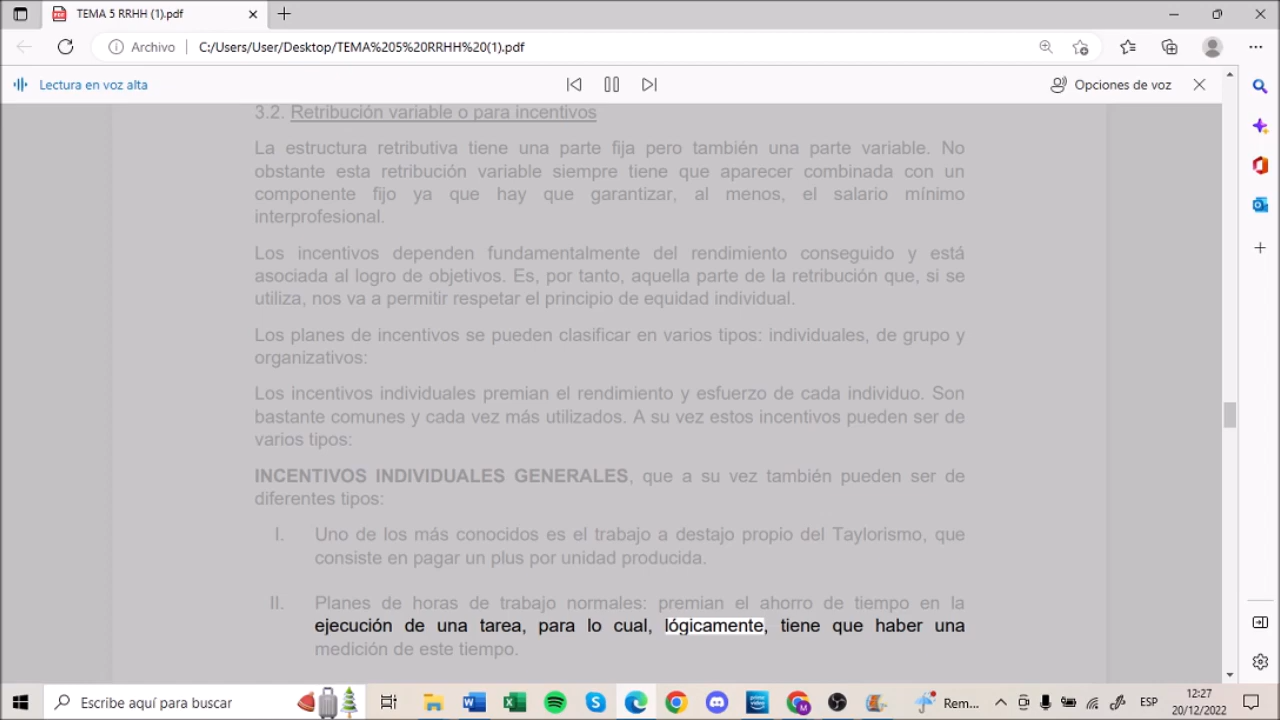 TEMA 5 RRHH (1).pdf
Archivo
C:/Users/User/Desktop/TEMA%205%20RRHH%20(1).pdf
Lectura en voz alta
Opciones de voz
3.2. Retribución variable o para incentivos
La estructura retributiva tiene una parte fija pero también una parte variable. No
obstante esta retribución variable siempre tiene que aparecer combinada con un
componente fijo ya que hay que garantizar, al menos, el salario mínimo
interprofesional.
Los incentivos dependen fundamentalmente del rendimiento conseguido y está
asociada al logro de objetivos. Es, por tanto, aquella parte de la retribución que, si se
utiliza, nos va a permitir respetar el principio de equidad individual.
Los planes de incentivos se pueden clasificar en varios tipos: individuales, de grupo y
organizativos:
Los incentivos individuales premian el rendimiento y esfuerzo de cada individuo. Son
bastante comunes y cada vez más utilizados. A su vez estos incentivos pueden ser de
varios tipos:
INCENTIVOS INDIVIDUALES GENERALES, que a su vez también pueden ser de
diferentes tipos:
I. Uno de los más conocidos es el trabajo a destajo propio del Taylorismo, que
consiste en pagar un plus por unidad producida.
II. Planes de horas de trabajo normales: premian el ahorro de tiempo en la
ejecución de una tarea, para lo cual, lógicamente, tiene que haber una
medición de este tiempo.
Escribe aquí para buscar
Rem...
ESP
12:27
20/12/2022